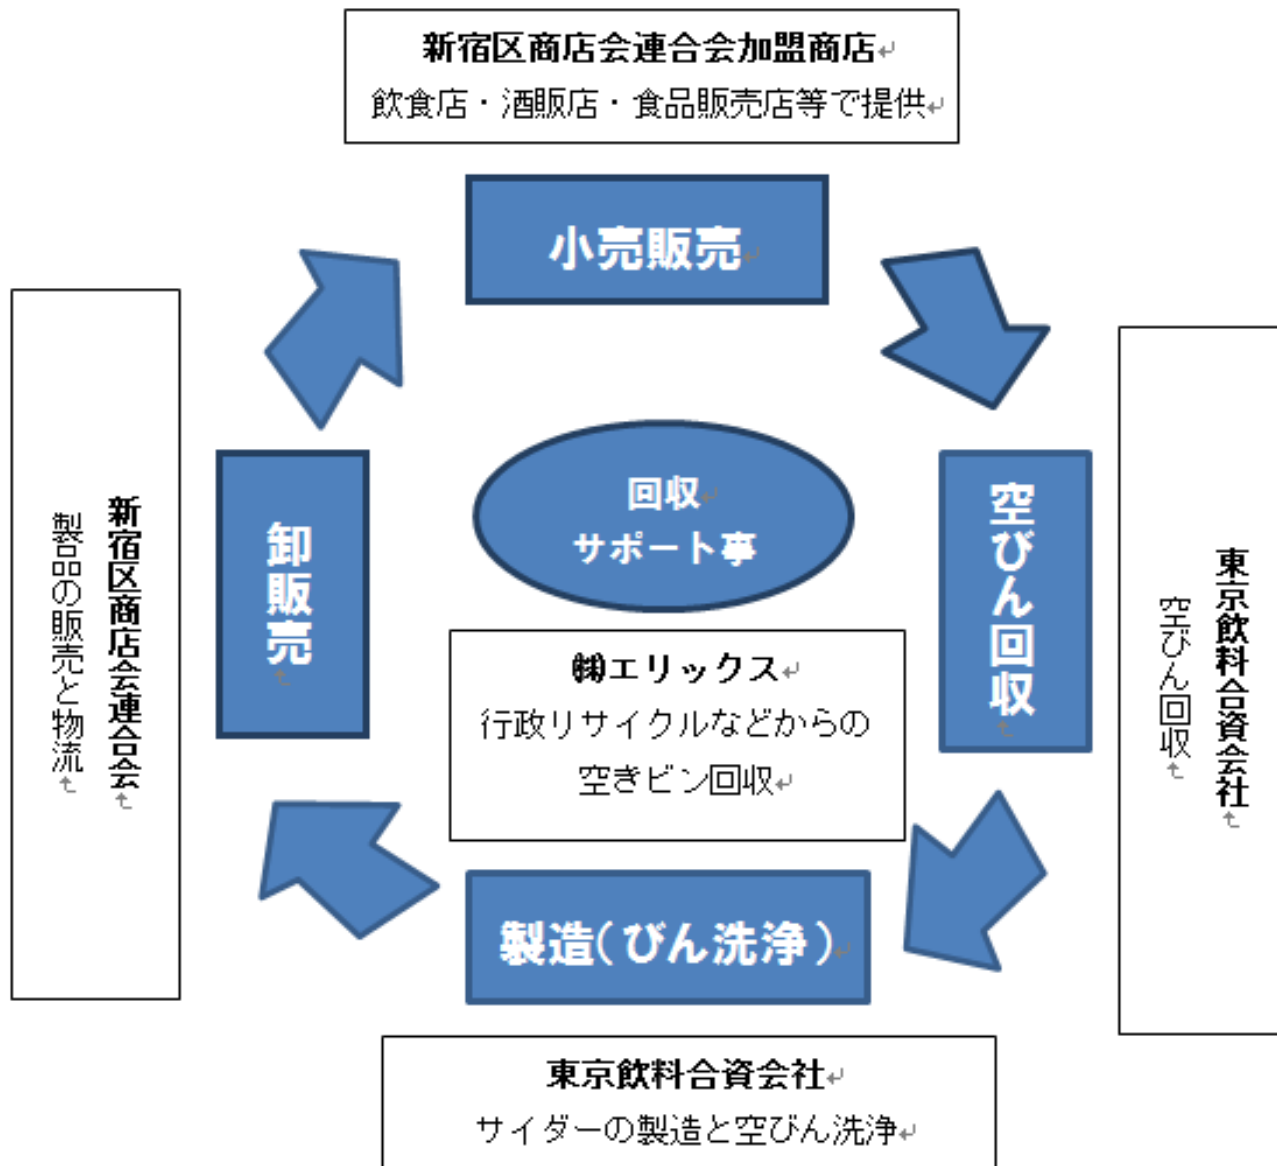 新宿区商店会連合会加盟商店
飲食店・酒販店・食品販売店等で提供
小売販売
空びん回収
東京飲料合資会社
空びん回収
回収
サポート事
㈱エリックス
行政リサイクルなどからの
空きビン回収
製造(びん洗浄)
東京飲料合資会社
サイダーの製造と空びん洗浄
卸販売
新宿区商店会連合会
製品の販売と物流